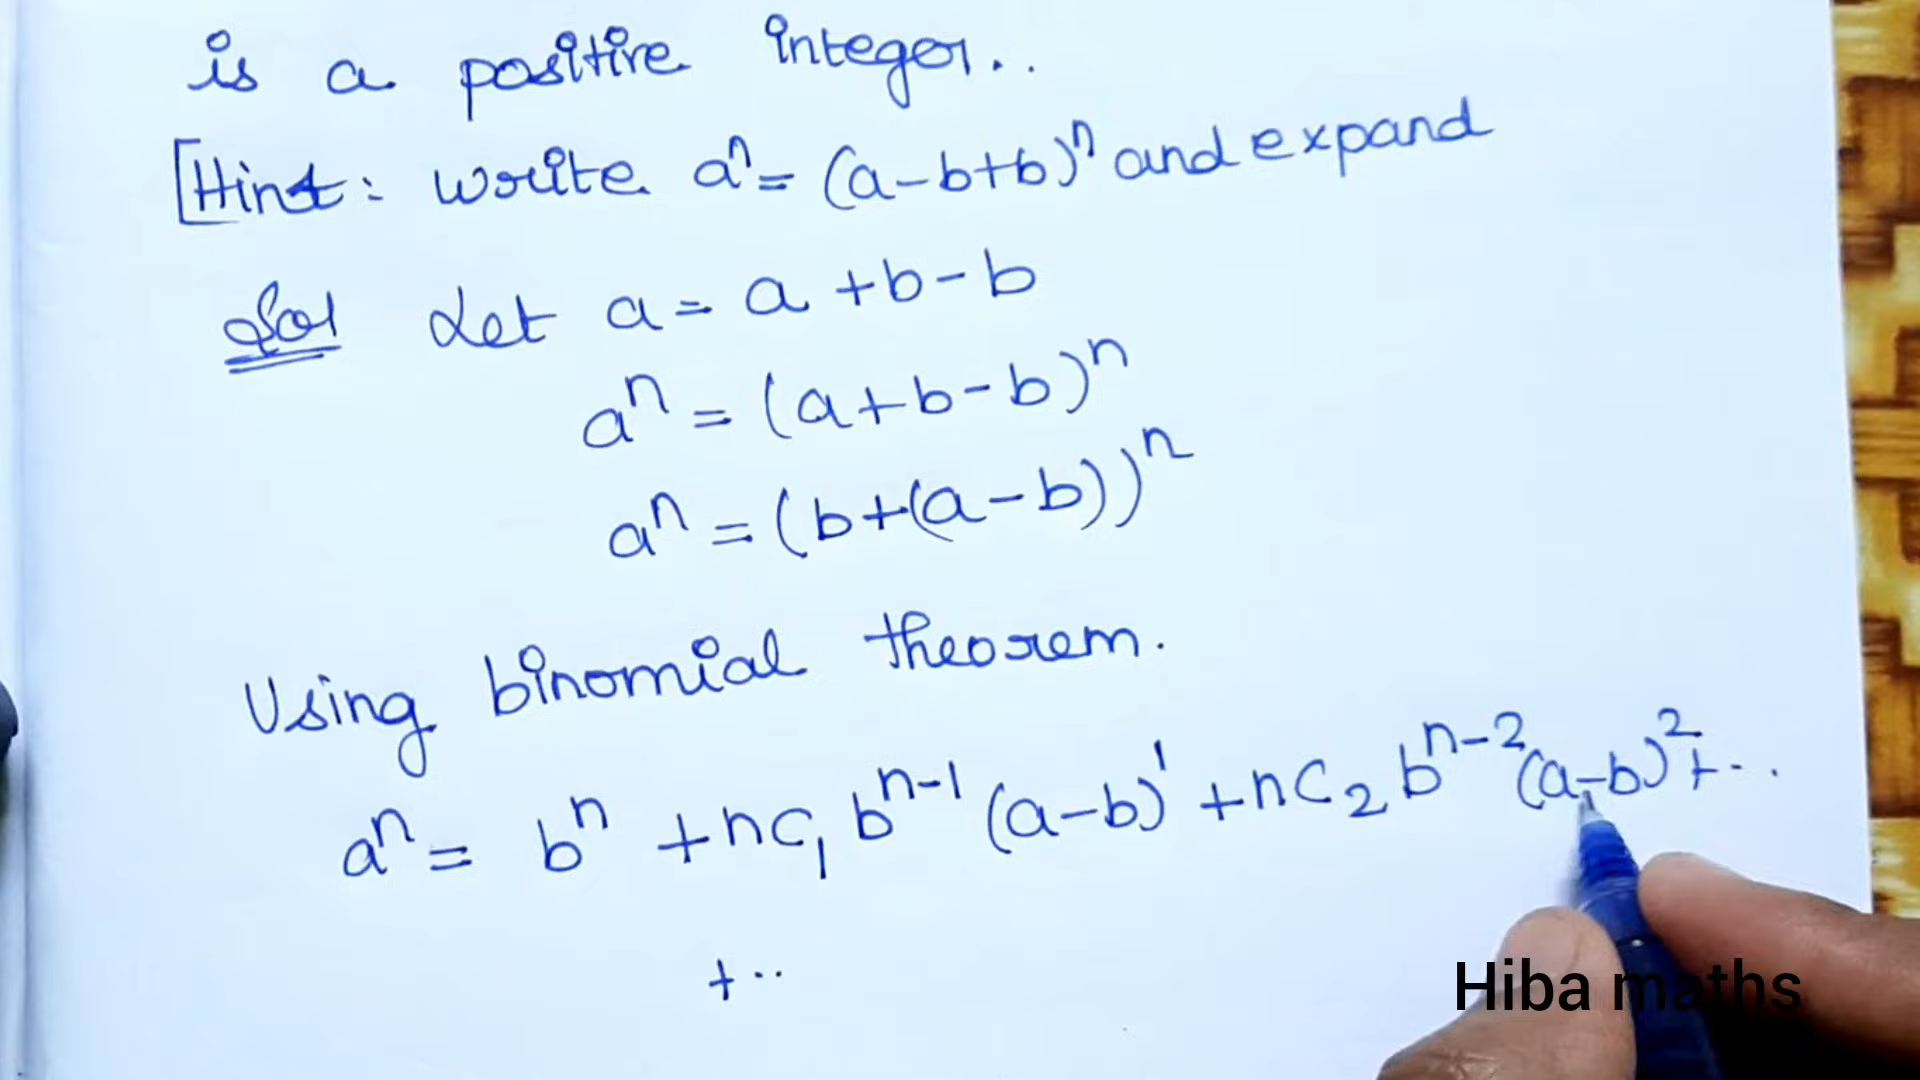 is a positive integer..
[Hint: write aⁿ = (a-b+b)ⁿ and expand
Sol Let a = a + b - b
aⁿ = (a+b-b)ⁿ
aⁿ = (b+(a-b))ⁿ
Using binomial theorem.
aⁿ = bⁿ + nc₁ bⁿ⁻¹ (a-b)¹ + nc₂ bⁿ⁻² (a-b)² + ...
+ ..
Hiba maths